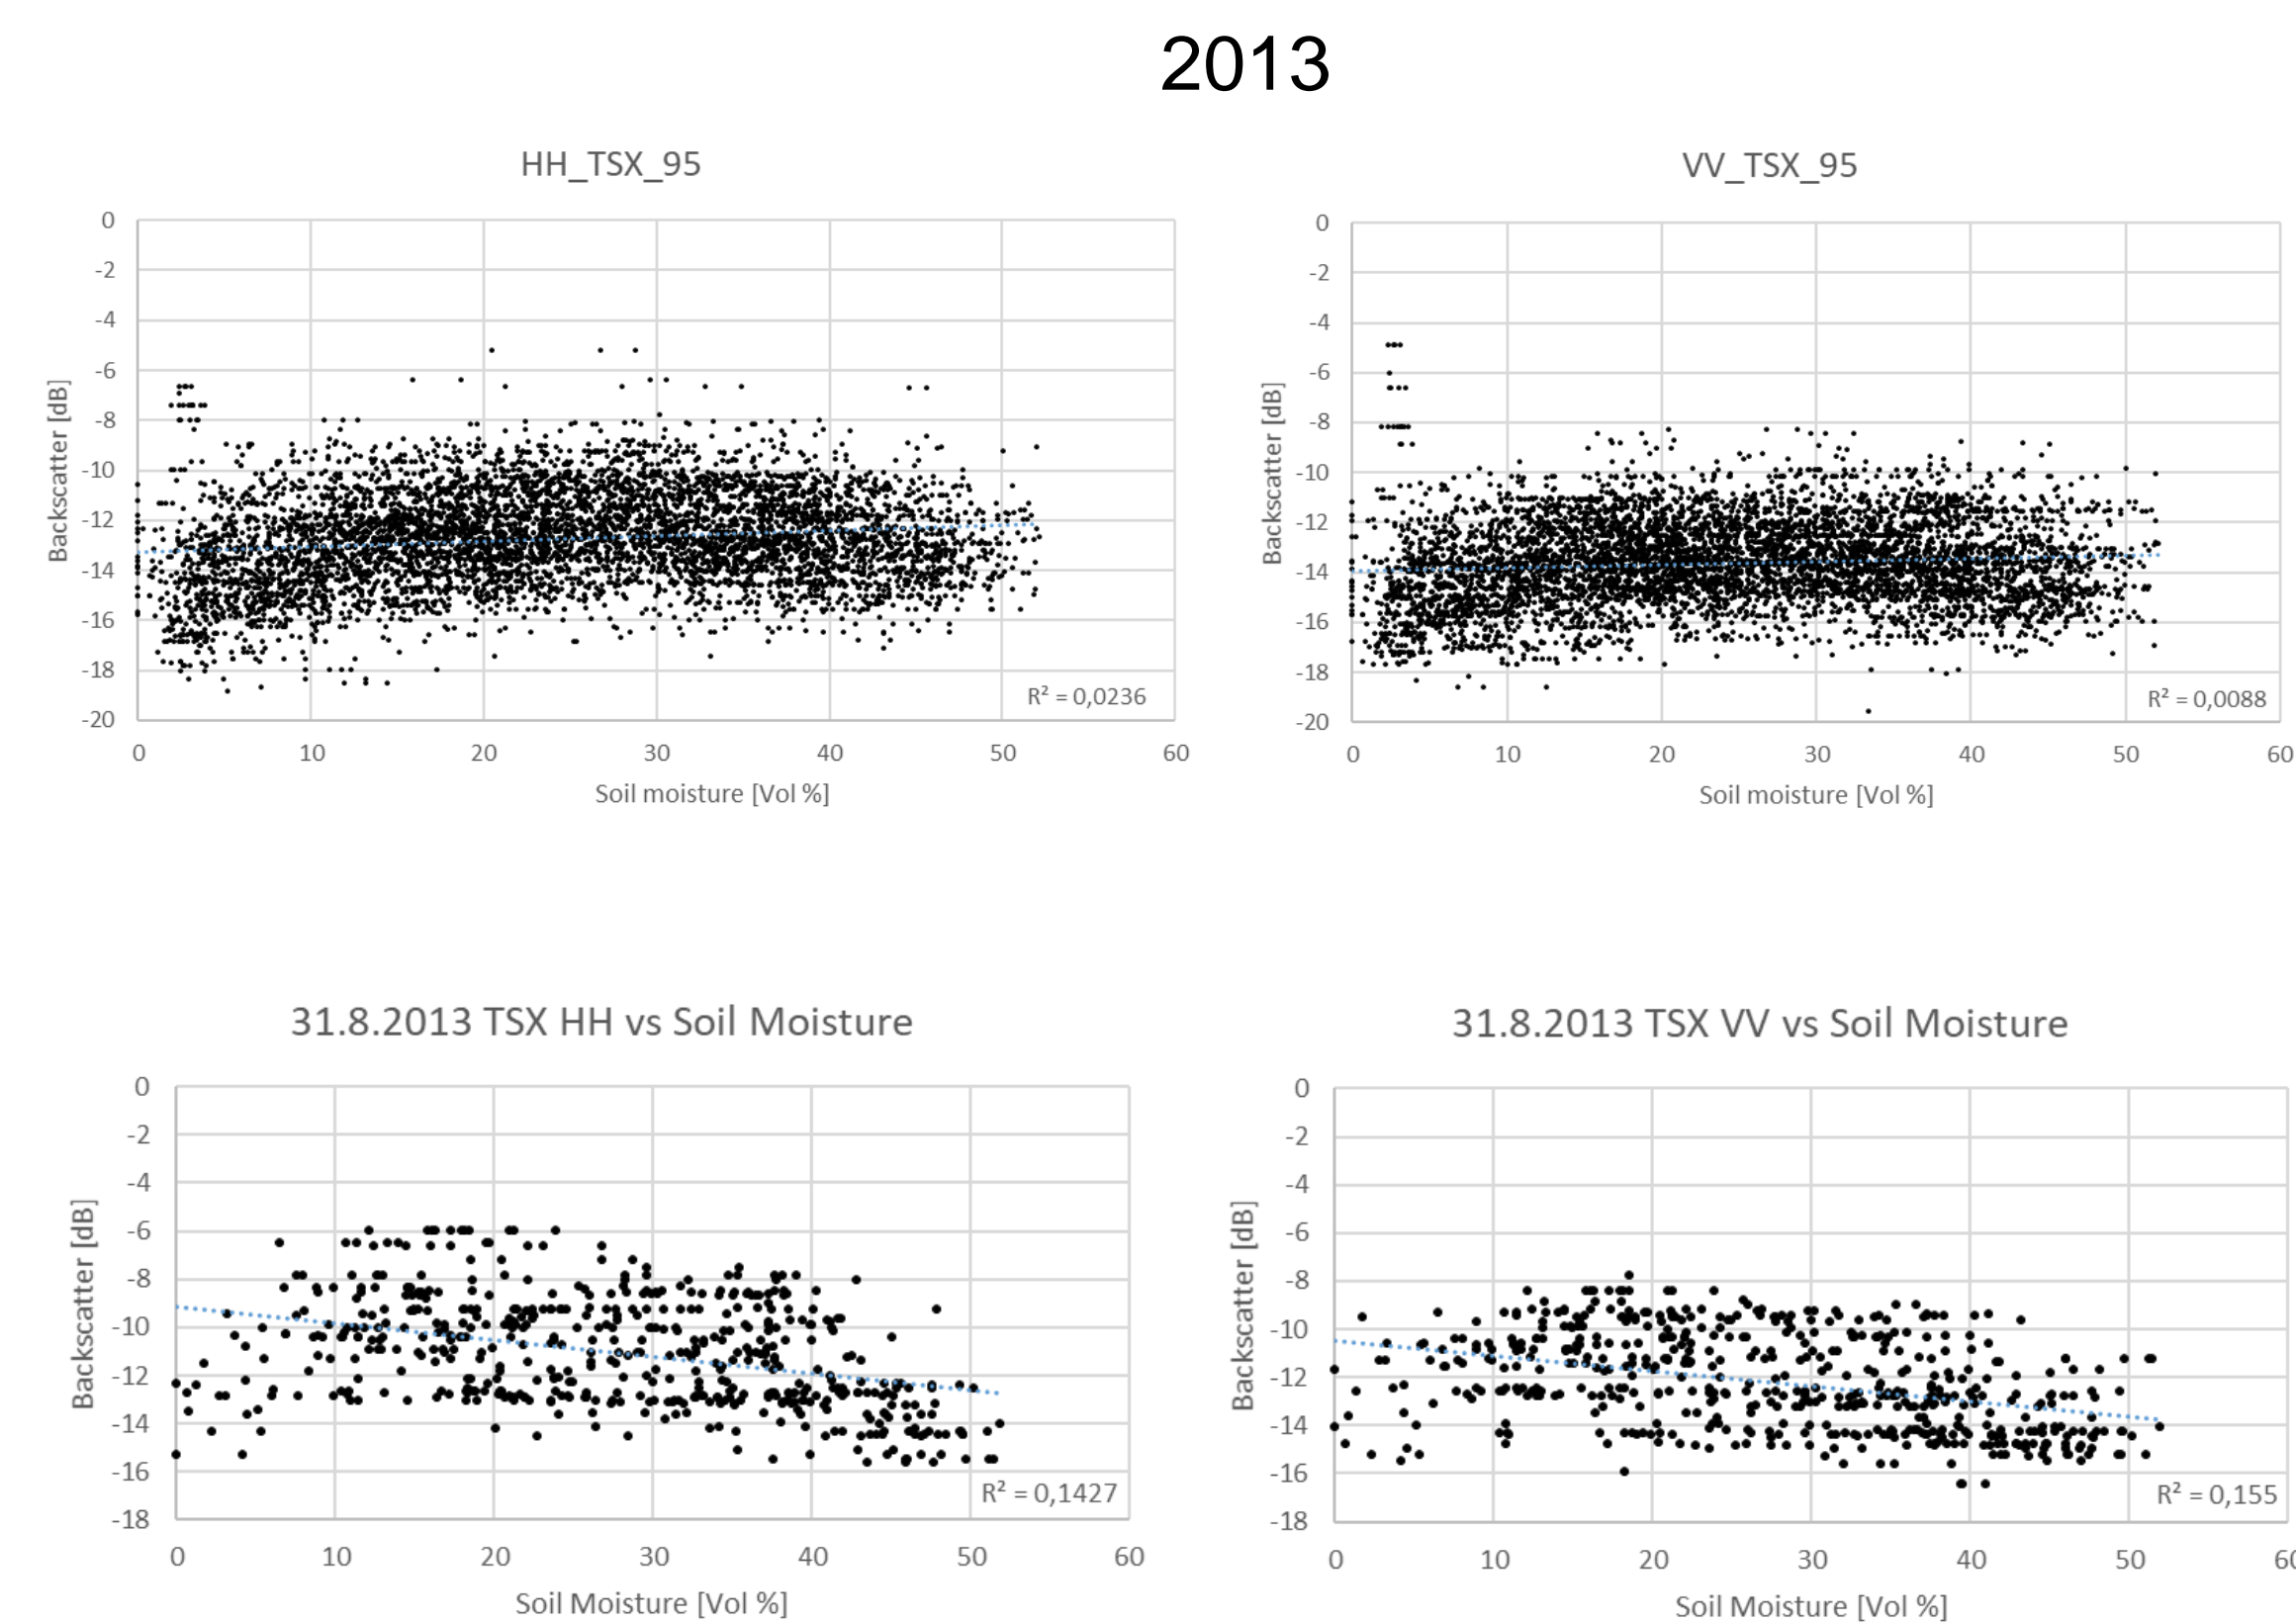 2013
HH_TSX_95
0
-2
-4
-6
-8
-10
-12
-14
-16
-18
-20
Backscatter [dB]
R² = 0,0236
0 10 20 30 40 50 60
Soil moisture [Vol %]
VV_TSX_95
0
-2
-4
-6
-8
-10
-12
-14
-16
-18
-20
Backscatter [dB]
R² = 0,0088
0 10 20 30 40 50 60
Soil moisture [Vol %]
31.8.2013 TSX HH vs Soil Moisture
0
-2
-4
-6
-8
-10
-12
-14
-16
-18
Backscatter [dB]
R² = 0,1427
0 10 20 30 40 50 60
Soil Moisture [Vol %]
31.8.2013 TSX VV vs Soil Moisture
0
-2
-4
-6
-8
-10
-12
-14
-16
-18
Backscatter [dB]
R² = 0,155
0 10 20 30 40 50 60
Soil Moisture [Vol %]